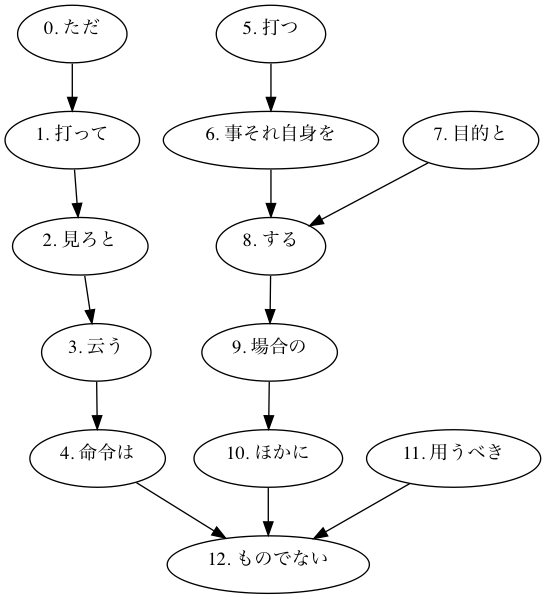 0. ただ
5. 打つ
1. 打って
6. 事それ自身を
7. 目的と
2. 見ろと
8. する
3. 云う
9. 場合の
4. 命令は
10. ほかに
11. 用うべき
12. ものでない